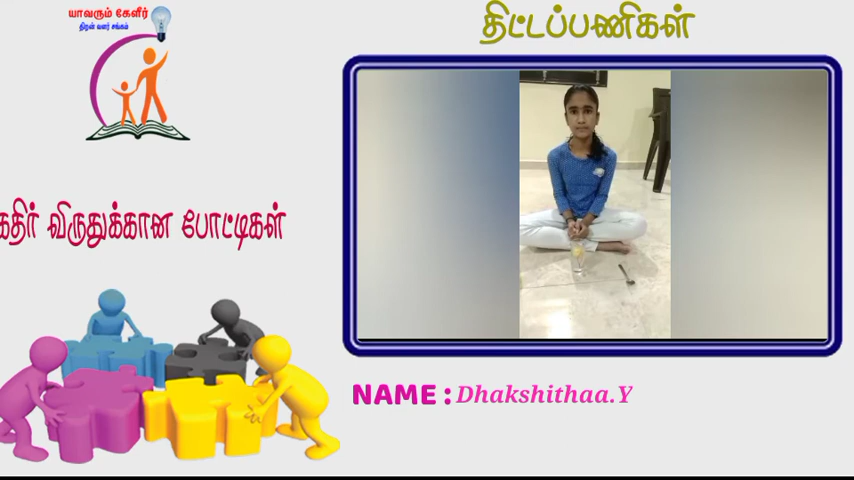 யாவரும் கேளீர்
திறன் வளர் சங்கம்
திட்டப்பணிகள்
கதிர் விருதுக்கான போட்டிகள்
NAME : Dhakshithaa.Y